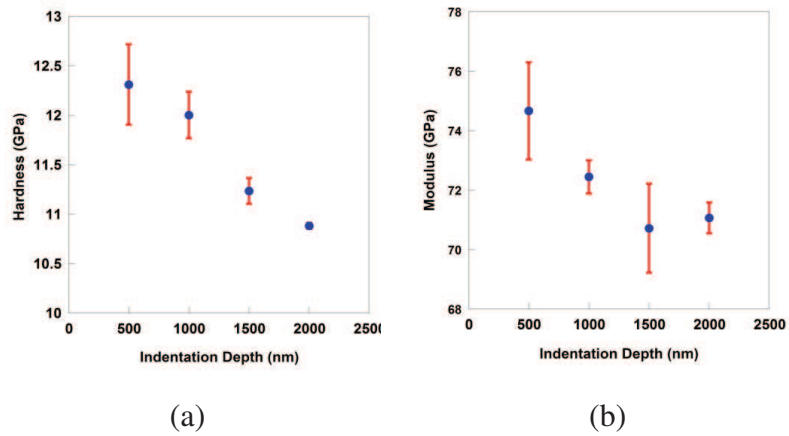 13
12.5
12
11.5
11
10.5
10
Hardness (GPa)
0 500 1000 1500 2000 2500
Indentation Depth (nm)
(a)
78
76
74
72
70
68
Modulus (GPa)
0 500 1000 1500 2000 2500
Indentation Depth (nm)
(b)